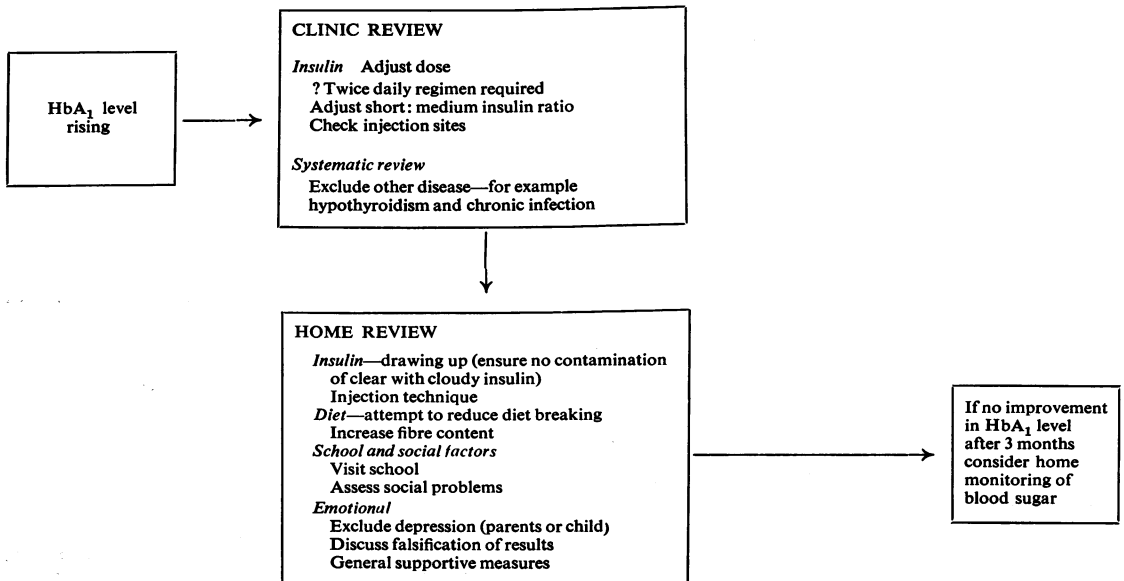 HbA1 level
rising
CLINIC REVIEW
Insulin Adjust dose
? Twice daily regimen required
Adjust short: medium insulin ratio
Check injection sites
Systematic review
Exclude other disease—for example
hypothyroidism and chronic infection
HOME REVIEW
Insulin—drawing up (ensure no contamination
of clear with cloudy insulin)
Injection technique
Diet—attempt to reduce diet breaking
Increase fibre content
School and social factors
Visit school
Assess social problems
Emotional
Exclude depression (parents or child)
Discuss falsification of results
General supportive measures
If no improvement
in HbA1 level
after 3 months
consider home
monitoring of
blood sugar